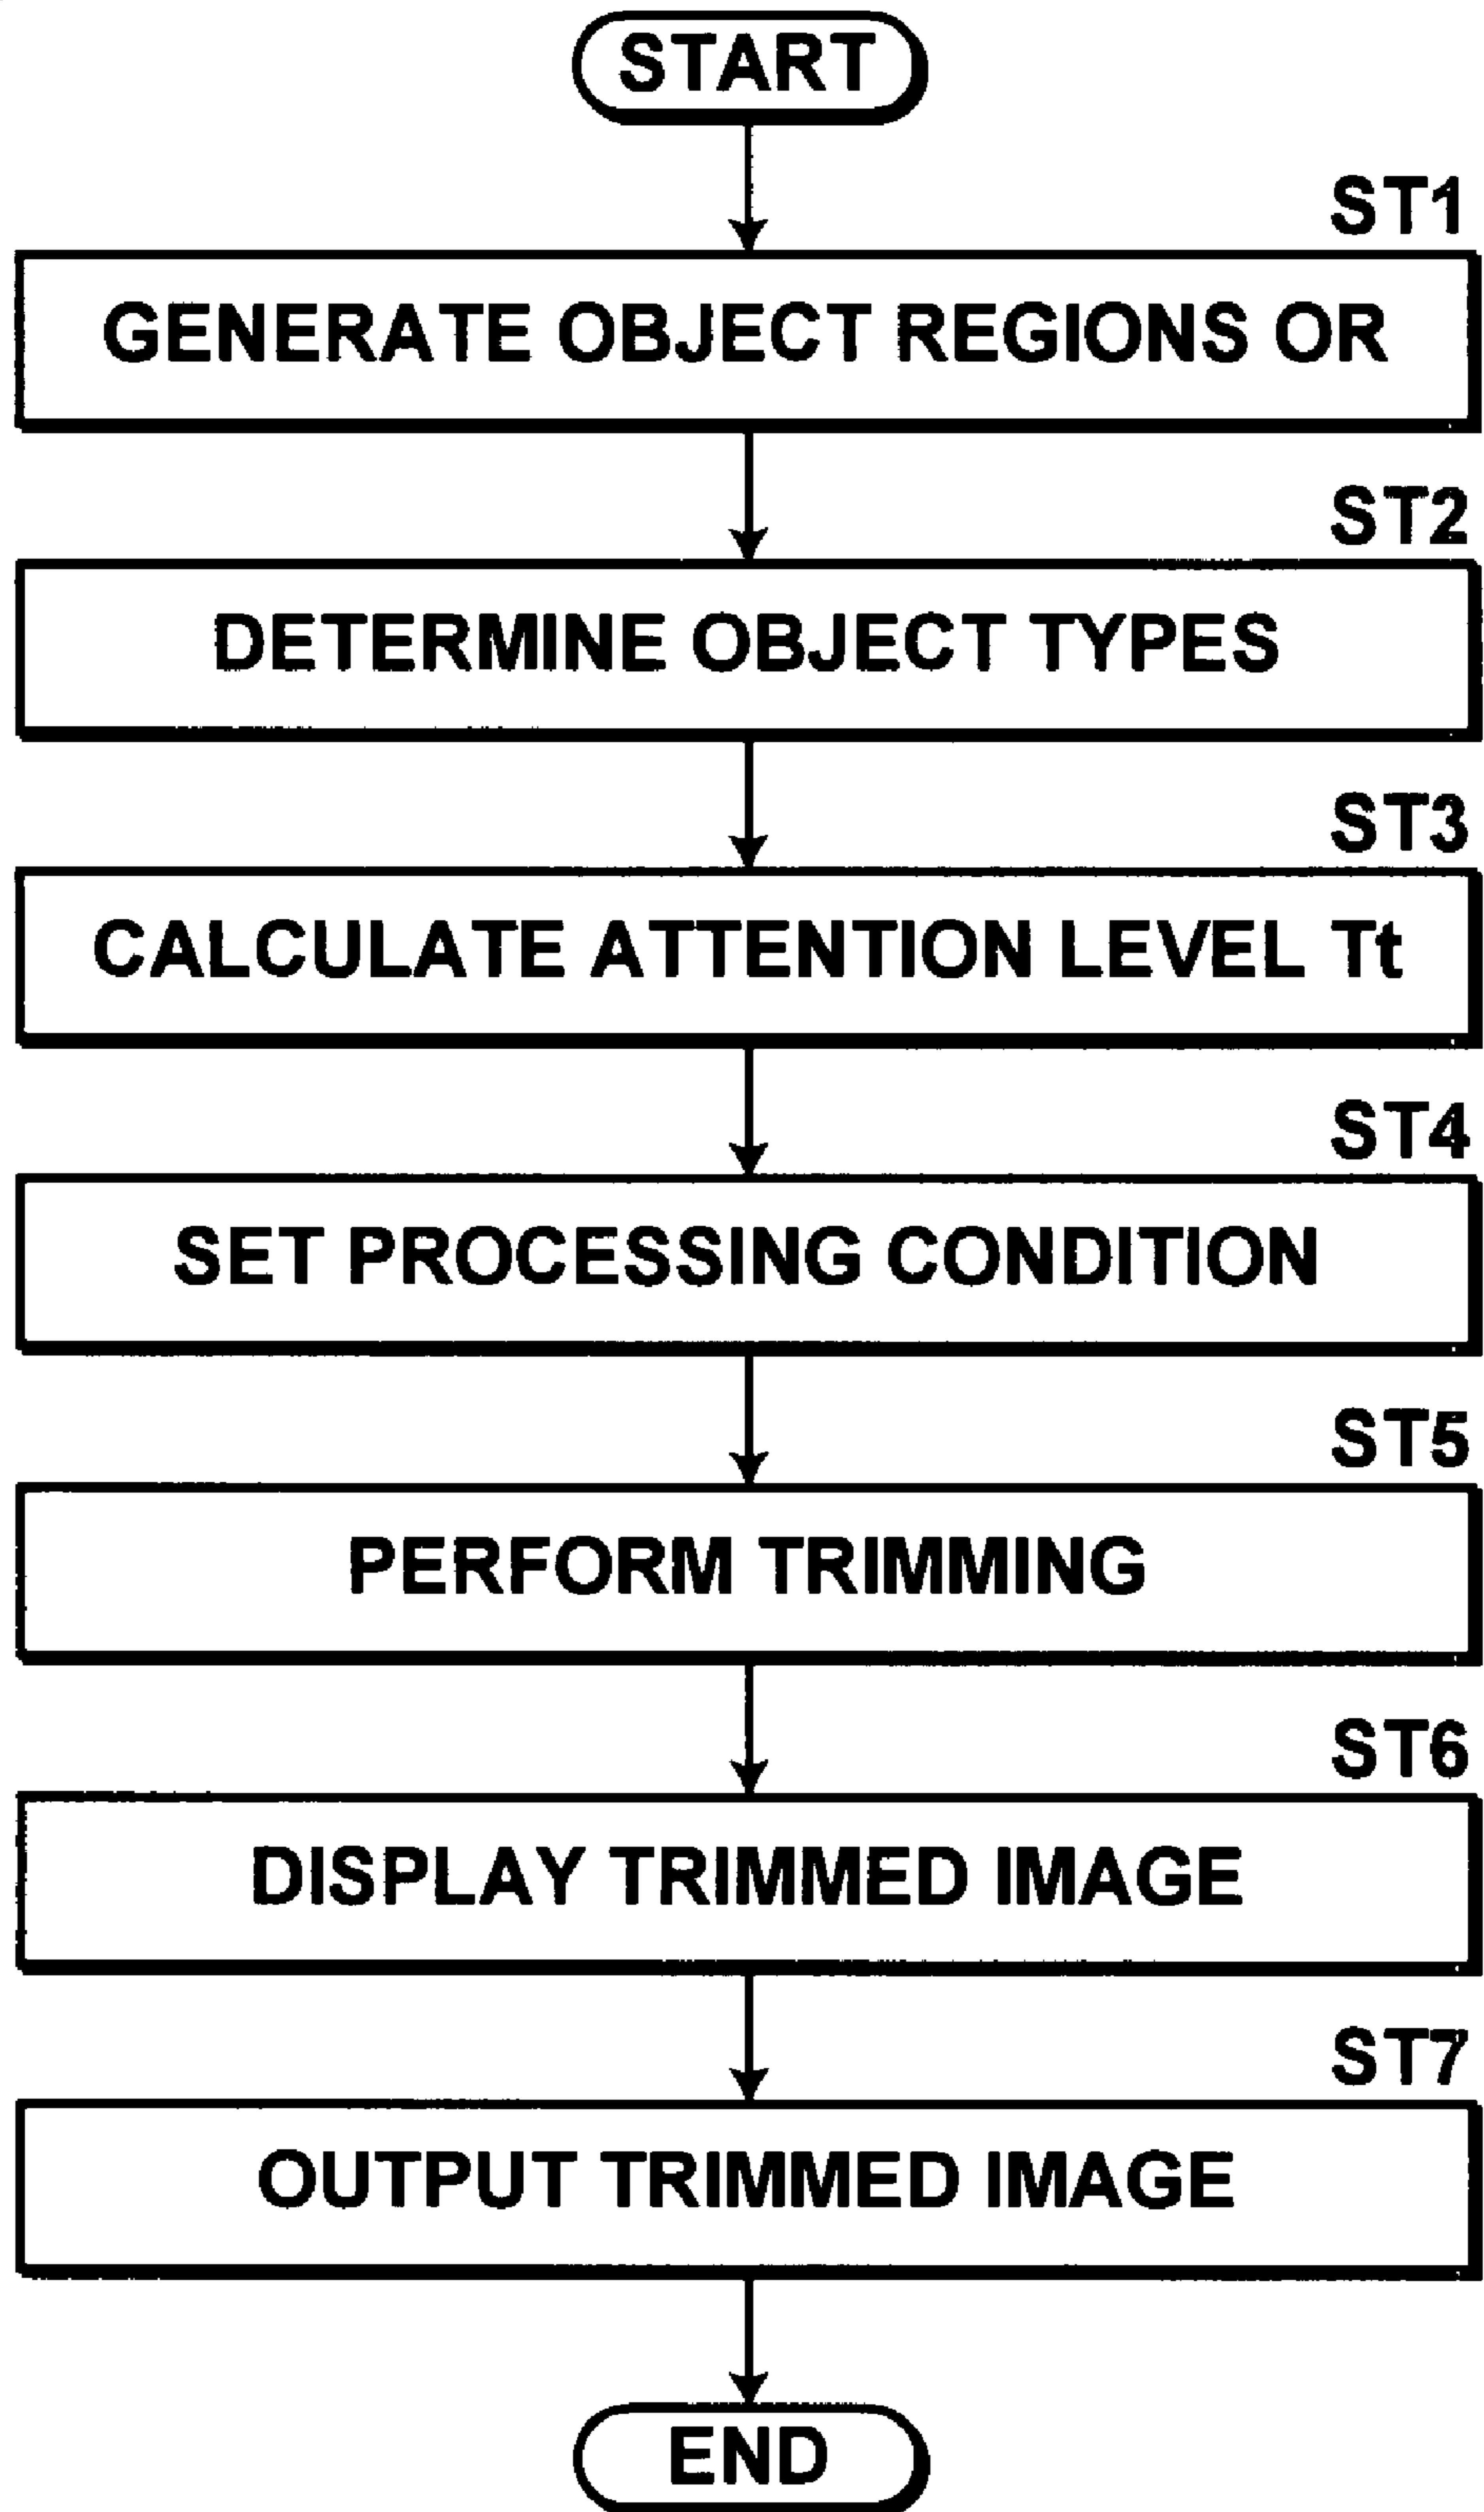 START
ST1
GENERATE OBJECT REGIONS OR
ST2
DETERMINE OBJECT TYPES
ST3
CALCULATE ATTENTION LEVEL Tt
ST4
SET PROCESSING CONDITION
ST5
PERFORM TRIMMING
ST6
DISPLAY TRIMMED IMAGE
ST7
OUTPUT TRIMMED IMAGE
END